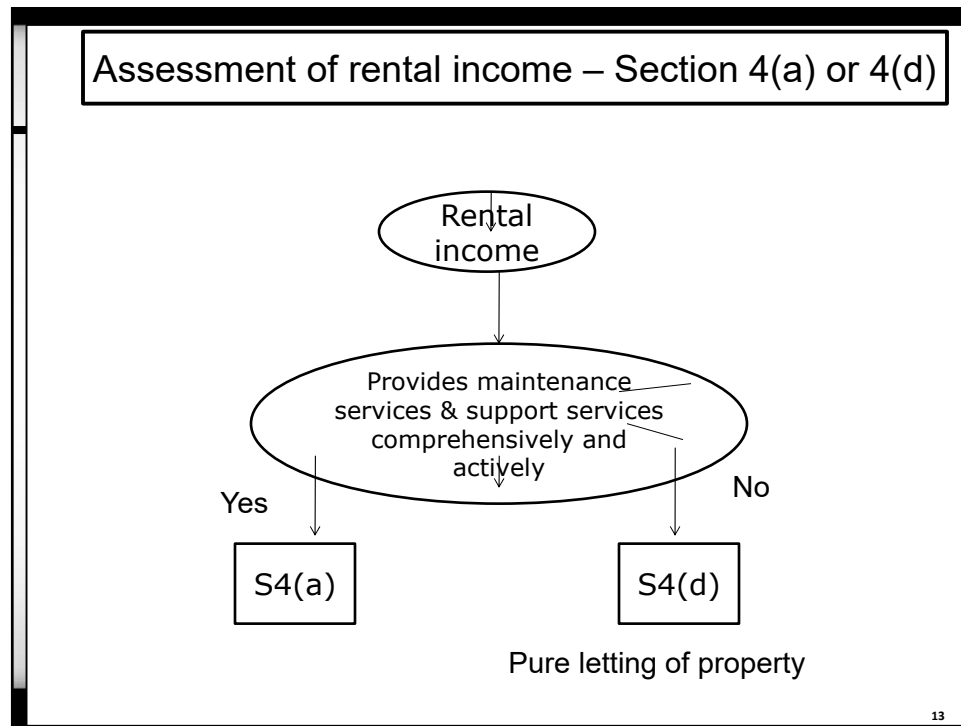 Assessment of rental income – Section 4(a) or 4(d)
Rental
income
Provides maintenance
services & support services
comprehensively and
actively
Yes
No
S4(a)
S4(d)
Pure letting of property
13